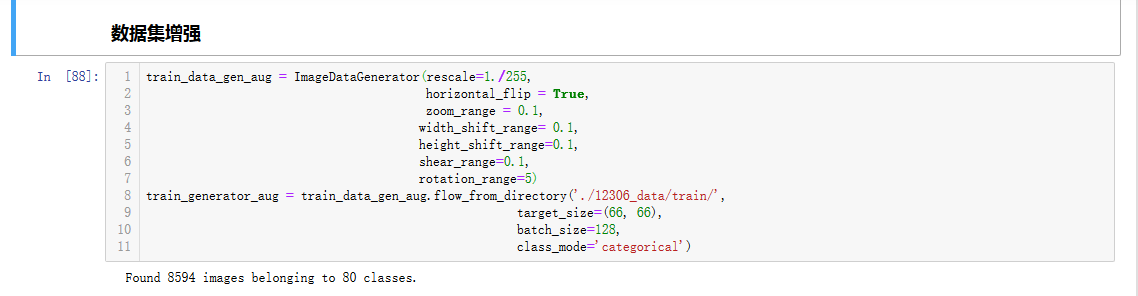 数据集增强
In [88]:
1 train_data_gen_aug = ImageDataGenerator(rescale=1./255,
2 horizontal_flip = True,
3 zoom_range = 0.1,
4 width_shift_range= 0.1,
5 height_shift_range=0.1,
6 shear_range=0.1,
7 rotation_range=5)
8 train_generator_aug = train_data_gen_aug.flow_from_directory('./12306_data/train/',
9 target_size=(66, 66),
10 batch_size=128,
11 class_mode='categorical')
Found 8594 images belonging to 80 classes.